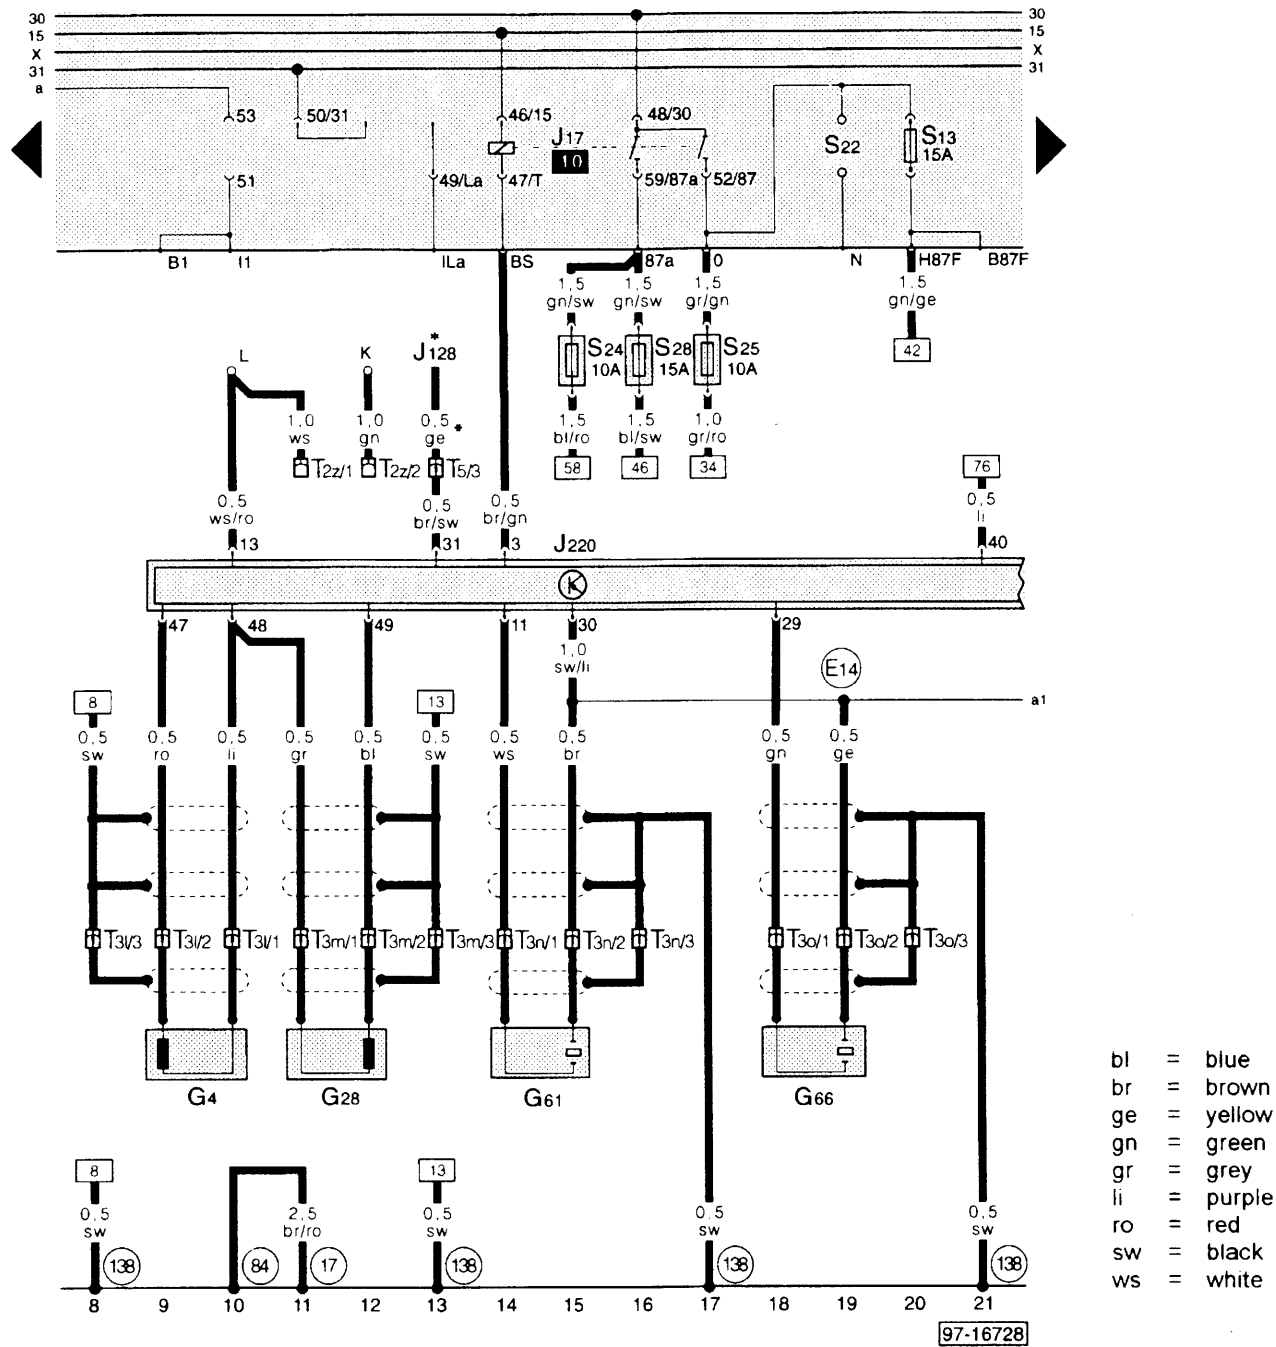 30 30
15 15
X X
31 31
a
53 50/31 46/15 48/30
J17 S22 S13
10 15A
51 49/La 47/T 59/87a 52/87
B1 I1 ILa BS 87a 0 N H87F B87F
1,5 1,5 1,5 1,5
gn/sw gn/sw gr/gn gn/ge
L K J128* S24 S28 S25 42
10A 15A 10A
1,0 1,0 0,5 1,5 1,5 1,0
ws gn ge* bl/ro bl/sw gr/ro
T2z/1 T2z/2 T5/3 58 46 34 76
0,5 0,5 0,5 0,5
ws/ro br/sw br/gn li
13 31 3 J220 40
K
47 48 49 11 30 29
1,0
sw/li
E14
8 13 a1
0,5 0,5 0,5 0,5 0,5 0,5 0,5 0,5 0,5
sw ro li gr bl sw ws br gn ge
T3l/3 T3l/2 T3l/1 T3m/1 T3m/2 T3m/3 T3n/1 T3n/2 T3n/3 T3o/1 T3o/2 T3o/3
G4 G28 G61 G66
8 13
0,5 2,5 0,5 0,5 0,5
sw br/ro sw sw sw
138 84 17 138 138 138
8 9 10 11 12 13 14 15 16 17 18 19 20 21
97-16728
bl = blue
br = brown
ge = yellow
gn = green
gr = grey
li = purple
ro = red
sw = black
ws = white